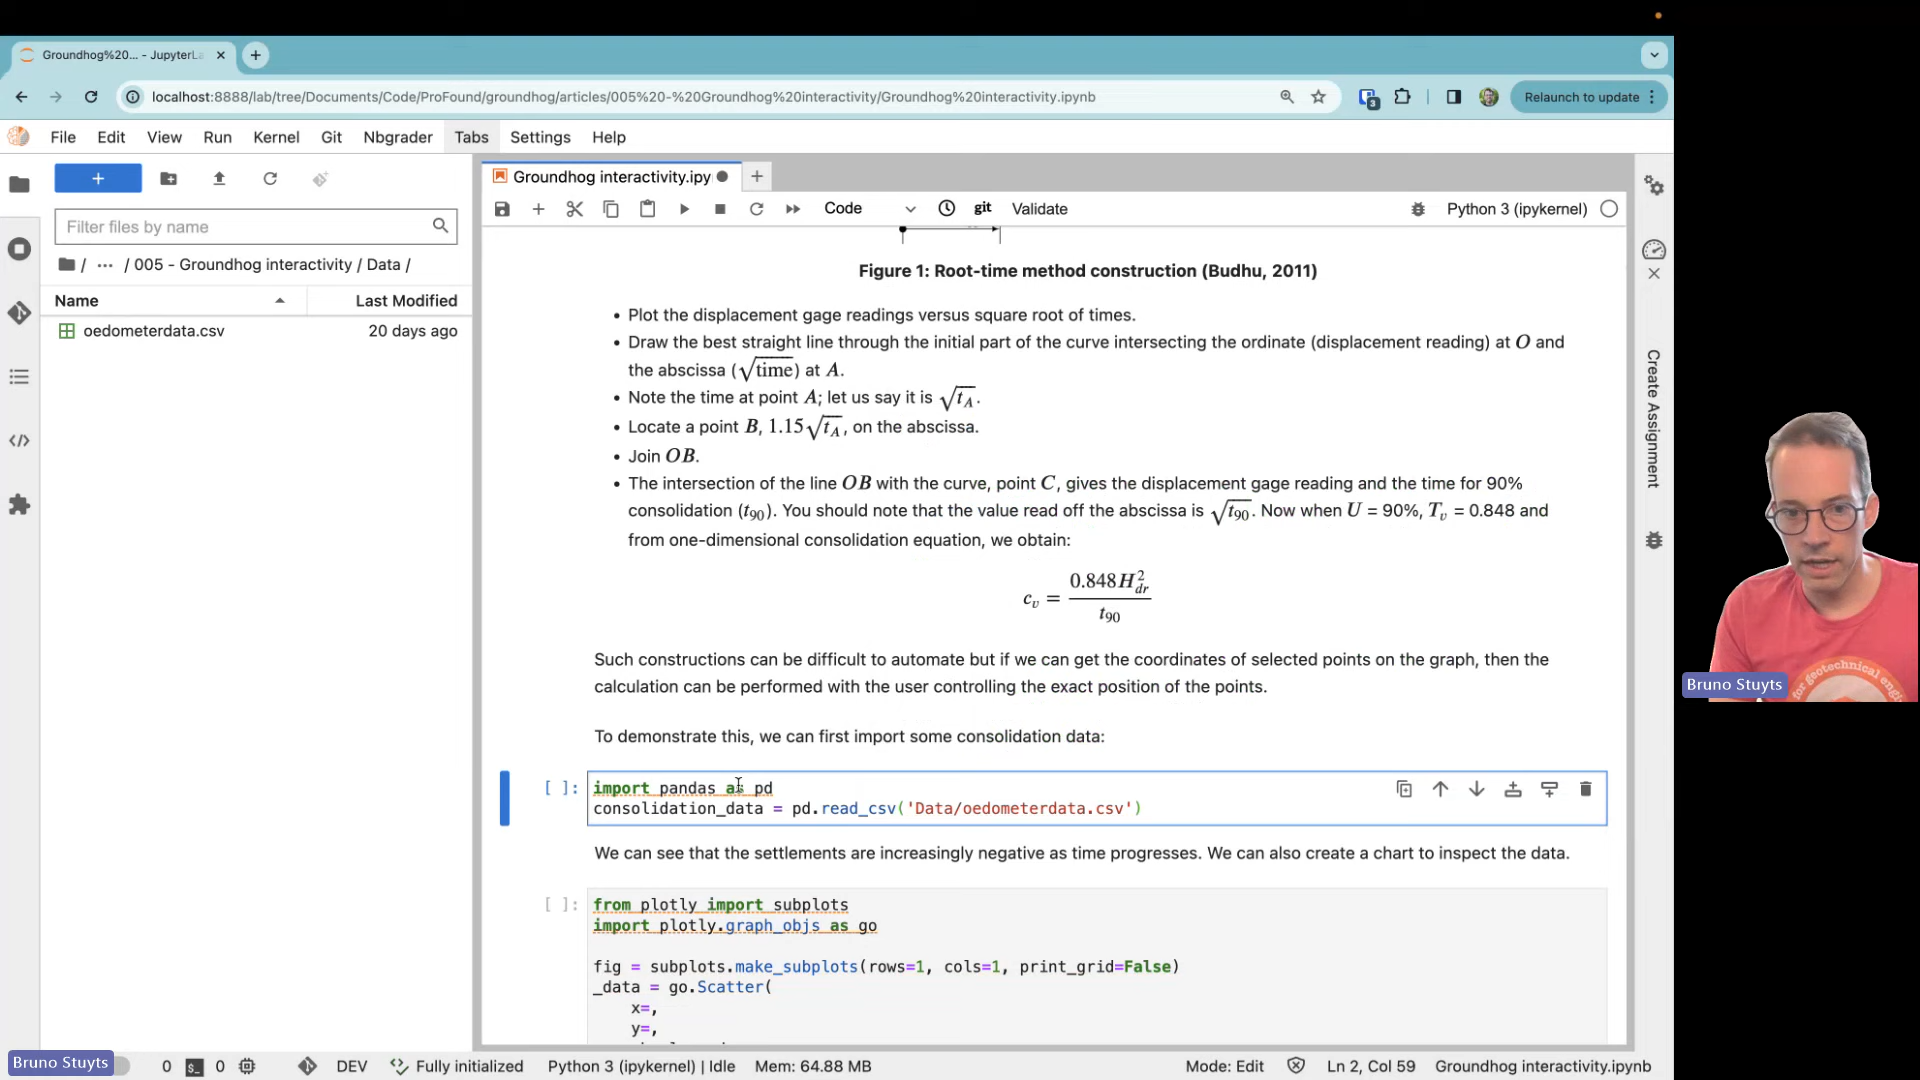 Groundhog%20... - JupyterLa
localhost:8888/lab/tree/Documents/Code/ProFound/groundhog/articles/005%20-%20Groundhog%20interactivity/Groundhog%20interactivity.ipynb
3
Relaunch to update
File Edit View Run Kernel Git Nbgrader Tabs Settings Help
Groundhog interactivity.ipy
Code
git
Validate
Python 3 (ipykernel)
Filter files by name
/ ... / 005 - Groundhog interactivity / Data /
Name Last Modified
oedometerdata.csv 20 days ago
Create Assignment
Figure 1: Root-time method construction (Budhu, 2011)
• Plot the displacement gage readings versus square root of times.
• Draw the best straight line through the initial part of the curve intersecting the ordinate (displacement reading) at O and
the abscissa (√time) at A.
• Note the time at point A; let us say it is √t_A.
• Locate a point B, 1.15√t_A, on the abscissa.
• Join OB.
• The intersection of the line OB with the curve, point C, gives the displacement gage reading and the time for 90%
consolidation (t_90). You should note that the value read off the abscissa is √t_90. Now when U = 90%, T_v = 0.848 and
from one-dimensional consolidation equation, we obtain:
c_v = 0.848 H_dr^2 / t_90
Such constructions can be difficult to automate but if we can get the coordinates of selected points on the graph, then the
calculation can be performed with the user controlling the exact position of the points.
To demonstrate this, we can first import some consolidation data:
[ ]: import pandas as pd
consolidation_data = pd.read_csv('Data/oedometerdata.csv')
We can see that the settlements are increasingly negative as time progresses. We can also create a chart to inspect the data.
[ ]: from plotly import subplots
import plotly.graph_objs as go
fig = subplots.make_subplots(rows=1, cols=1, print_grid=False)
_data = go.Scatter(
x=,
y=,
Bruno Stuyts
for geotechnical engi
Bruno Stuyts
0 $_ 0 DEV Fully initialized Python 3 (ipykernel) | Idle Mem: 64.88 MB Mode: Edit Ln 2, Col 59 Groundhog interactivity.ipynb